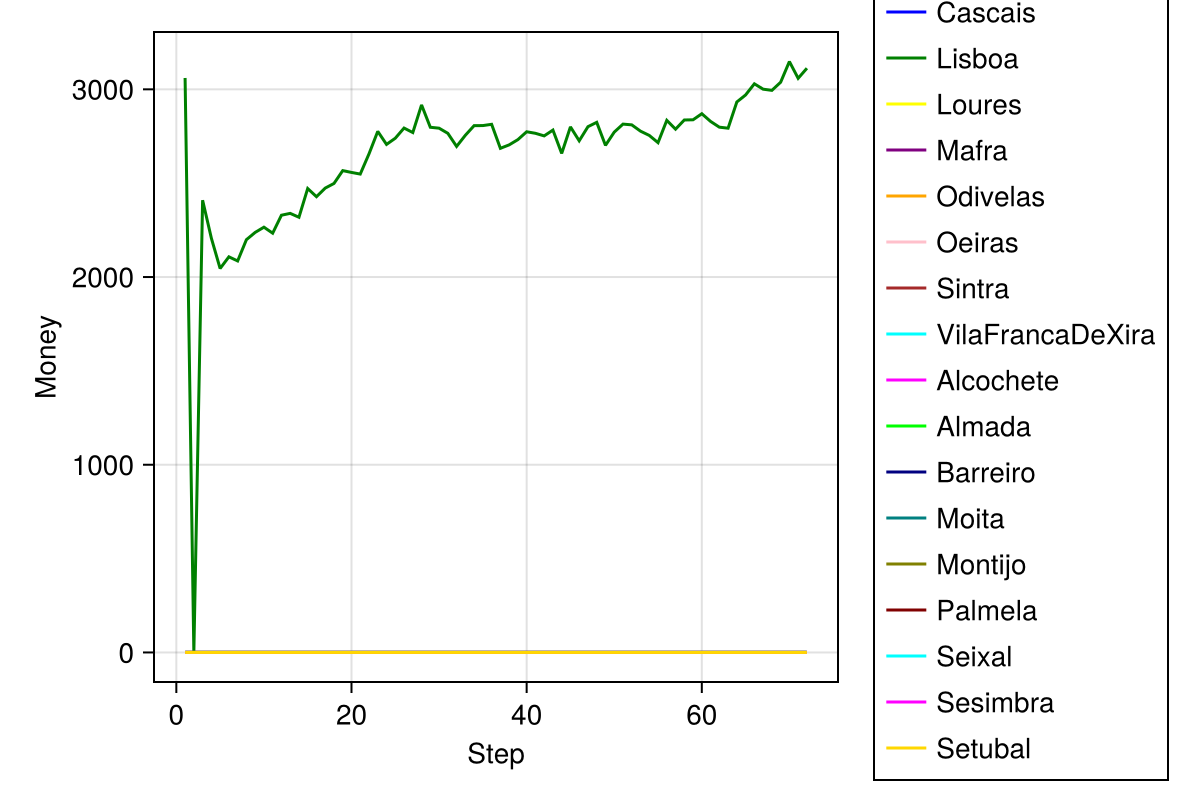 3000
2000
1000
0
Money
0
20
40
60
Step
Cascais
Lisboa
Loures
Mafra
Odivelas
Oeiras
Sintra
VilaFrancaDeXira
Alcochete
Almada
Barreiro
Moita
Montijo
Palmela
Seixal
Sesimbra
Setubal